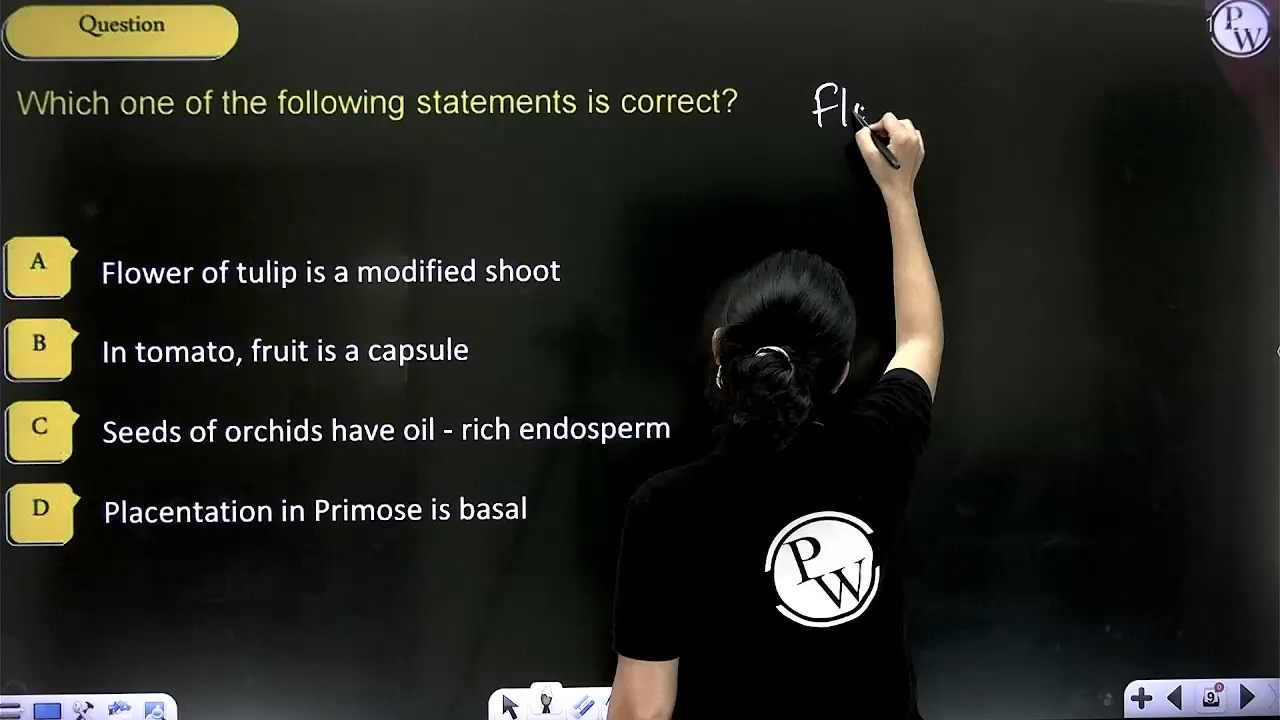 Question
Which one of the following statements is correct?
Fl
A
Flower of tulip is a modified shoot
B
In tomato, fruit is a capsule
C
Seeds of orchids have oil - rich endosperm
D
Placentation in Primose is basal
PW
PW
9